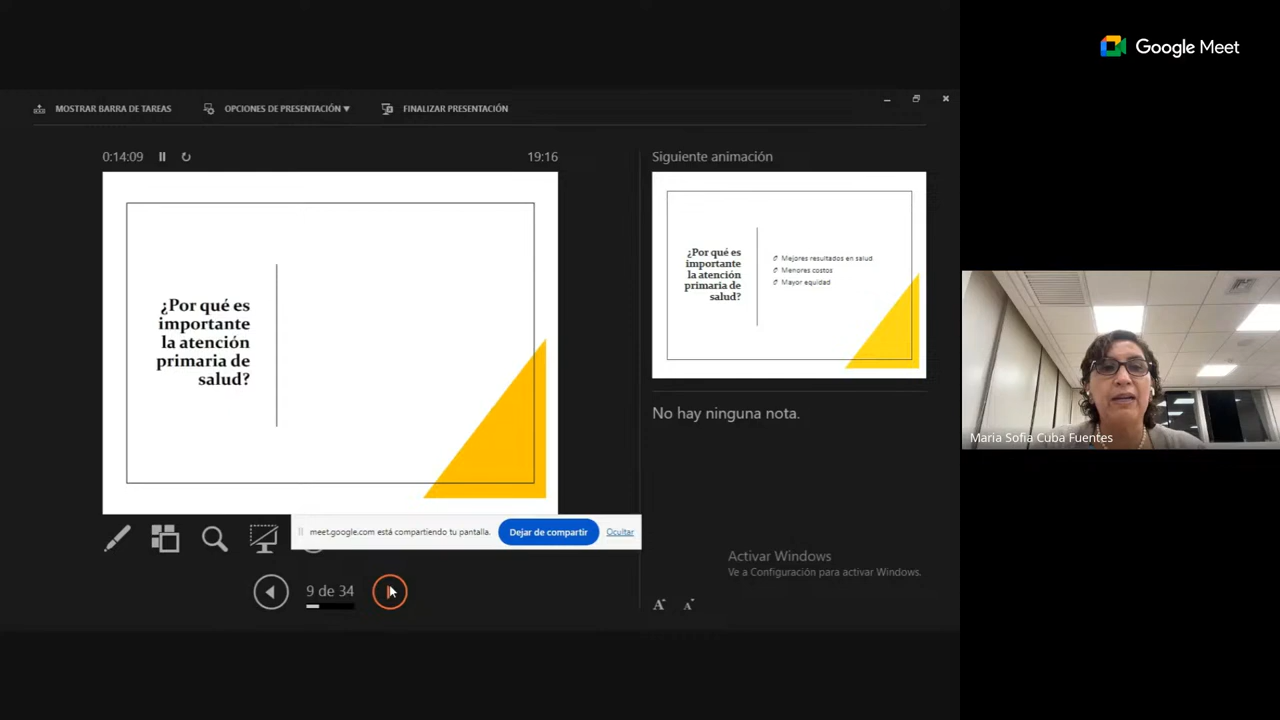 Google Meet
MOSTRAR BARRA DE TAREAS
OPCIONES DE PRESENTACIÓN ▼
FINALIZAR PRESENTACIÓN
0:14:09
19:16
¿Por qué es
importante
la atención
primaria de
salud?
Siguiente animación
¿Por qué es
importante
la atención
primaria de
salud?
Mejores resultados en salud
Menores costos
Mayor equidad
No hay ninguna nota.
Maria Sofia Cuba Fuentes
meet.google.com está compartiendo tu pantalla.
Dejar de compartir
Ocultar
Activar Windows
Ve a Configuración para activar Windows.
9 de 34
A A